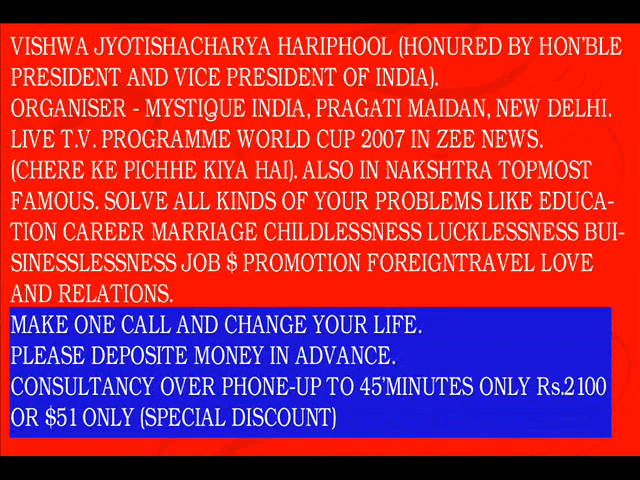 VISHWA JYOTISHACHARYA HARIPHOOL (HONURED BY HON'BLE
PRESIDENT AND VICE PRESIDENT OF INDIA).
ORGANISER - MYSTIQUE INDIA, PRAGATI MAIDAN, NEW DELHI.
LIVE T.V. PROGRAMME WORLD CUP 2007 IN ZEE NEWS.
(CHERE KE PICHHE KIYA HAI). ALSO IN NAKSHTRA TOPMOST
FAMOUS. SOLVE ALL KINDS OF YOUR PROBLEMS LIKE EDUCA-
TION CAREER MARRIAGE CHILDLESSNESS LUCKLESSNESS BUI-
SINESSLESSNESS JOB $ PROMOTION FOREIGNTRAVEL LOVE
AND RELATIONS.
MAKE ONE CALL AND CHANGE YOUR LIFE.
PLEASE DEPOSITE MONEY IN ADVANCE.
CONSULTANCY OVER PHONE-UP TO 45'MINUTES ONLY Rs.2100
OR $51 ONLY (SPECIAL DISCOUNT)